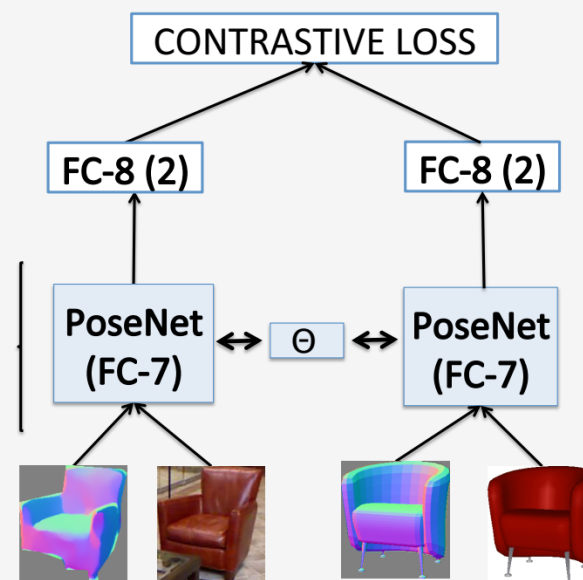 CONTRASTIVE LOSS
FC-8 (2)
FC-8 (2)
PoseNet
(FC-7)
Θ
PoseNet
(FC-7)